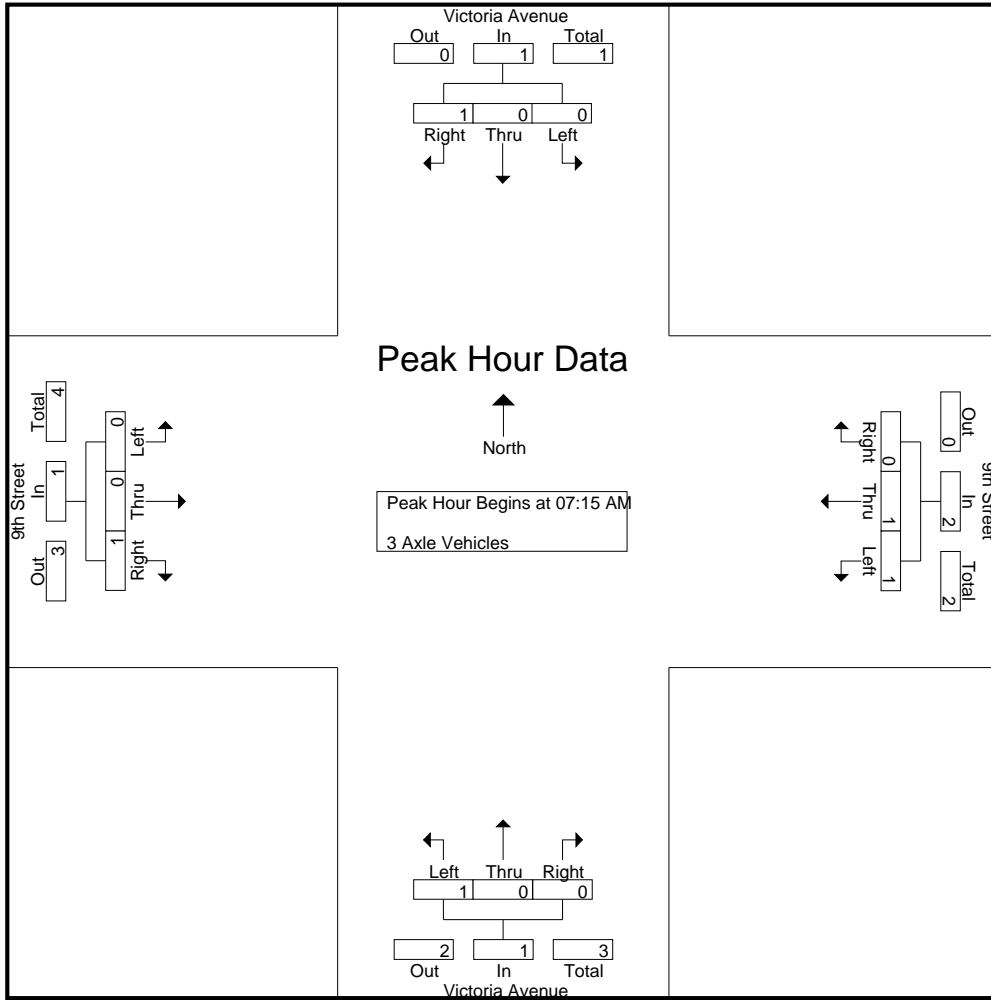 Victoria Avenue
Out In Total
0 1 1
1 0 0
Right Thru Left
Peak Hour Data
North
Peak Hour Begins at 07:15 AM
3 Axle Vehicles
9th Street
Out In Total
3 1 4
Right Thru Left
1 0 0
9th Street
Out In Total
0 2 2
0 1 1
Right Thru Left
Left Thru Right
1 0 0
2 1 3
Out In Total
Victoria Avenue